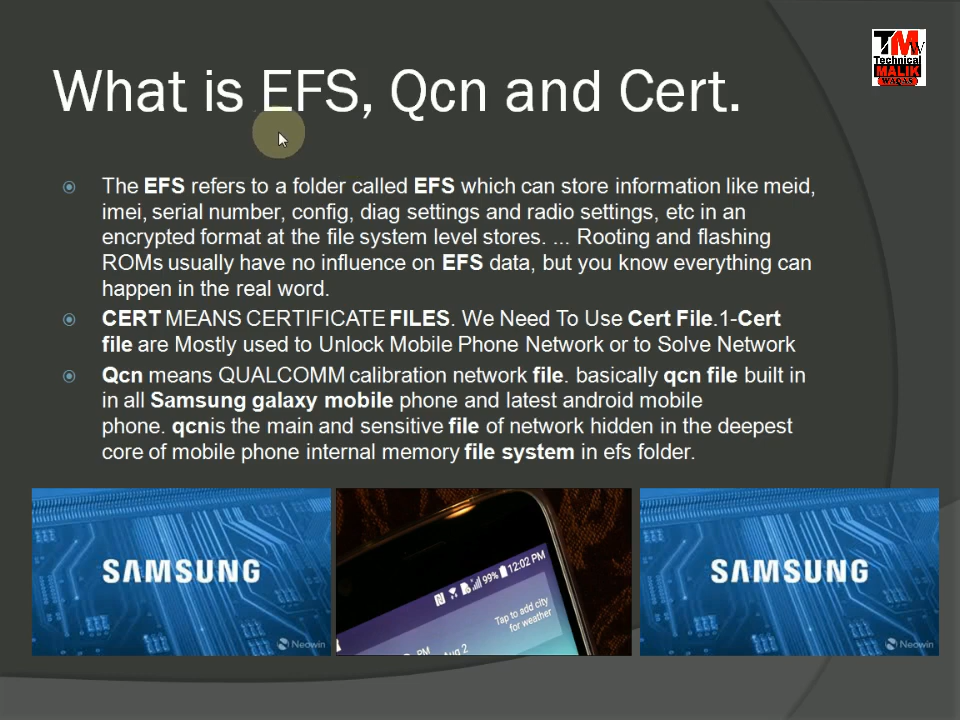 What is EFS, Qcn and Cert.
TMW
Technical
MALIK
WAQAS
The EFS refers to a folder called EFS which can store information like meid,
imei, serial number, config, diag settings and radio settings, etc in an
encrypted format at the file system level stores. ... Rooting and flashing
ROMs usually have no influence on EFS data, but you know everything can
happen in the real word.
CERT MEANS CERTIFICATE FILES. We Need To Use Cert File.1-Cert
file are Mostly used to Unlock Mobile Phone Network or to Solve Network
Qcn means QUALCOMM calibration network file. basically qcn file built in
in all Samsung galaxy mobile phone and latest android mobile
phone. qcnis the main and sensitive file of network hidden in the deepest
core of mobile phone internal memory file system in efs folder.
SAMSUNG
Neowin
99% 12:02 PM
Tap to add city
for weather
PM
Aug 2
SAMSUNG
Neowin